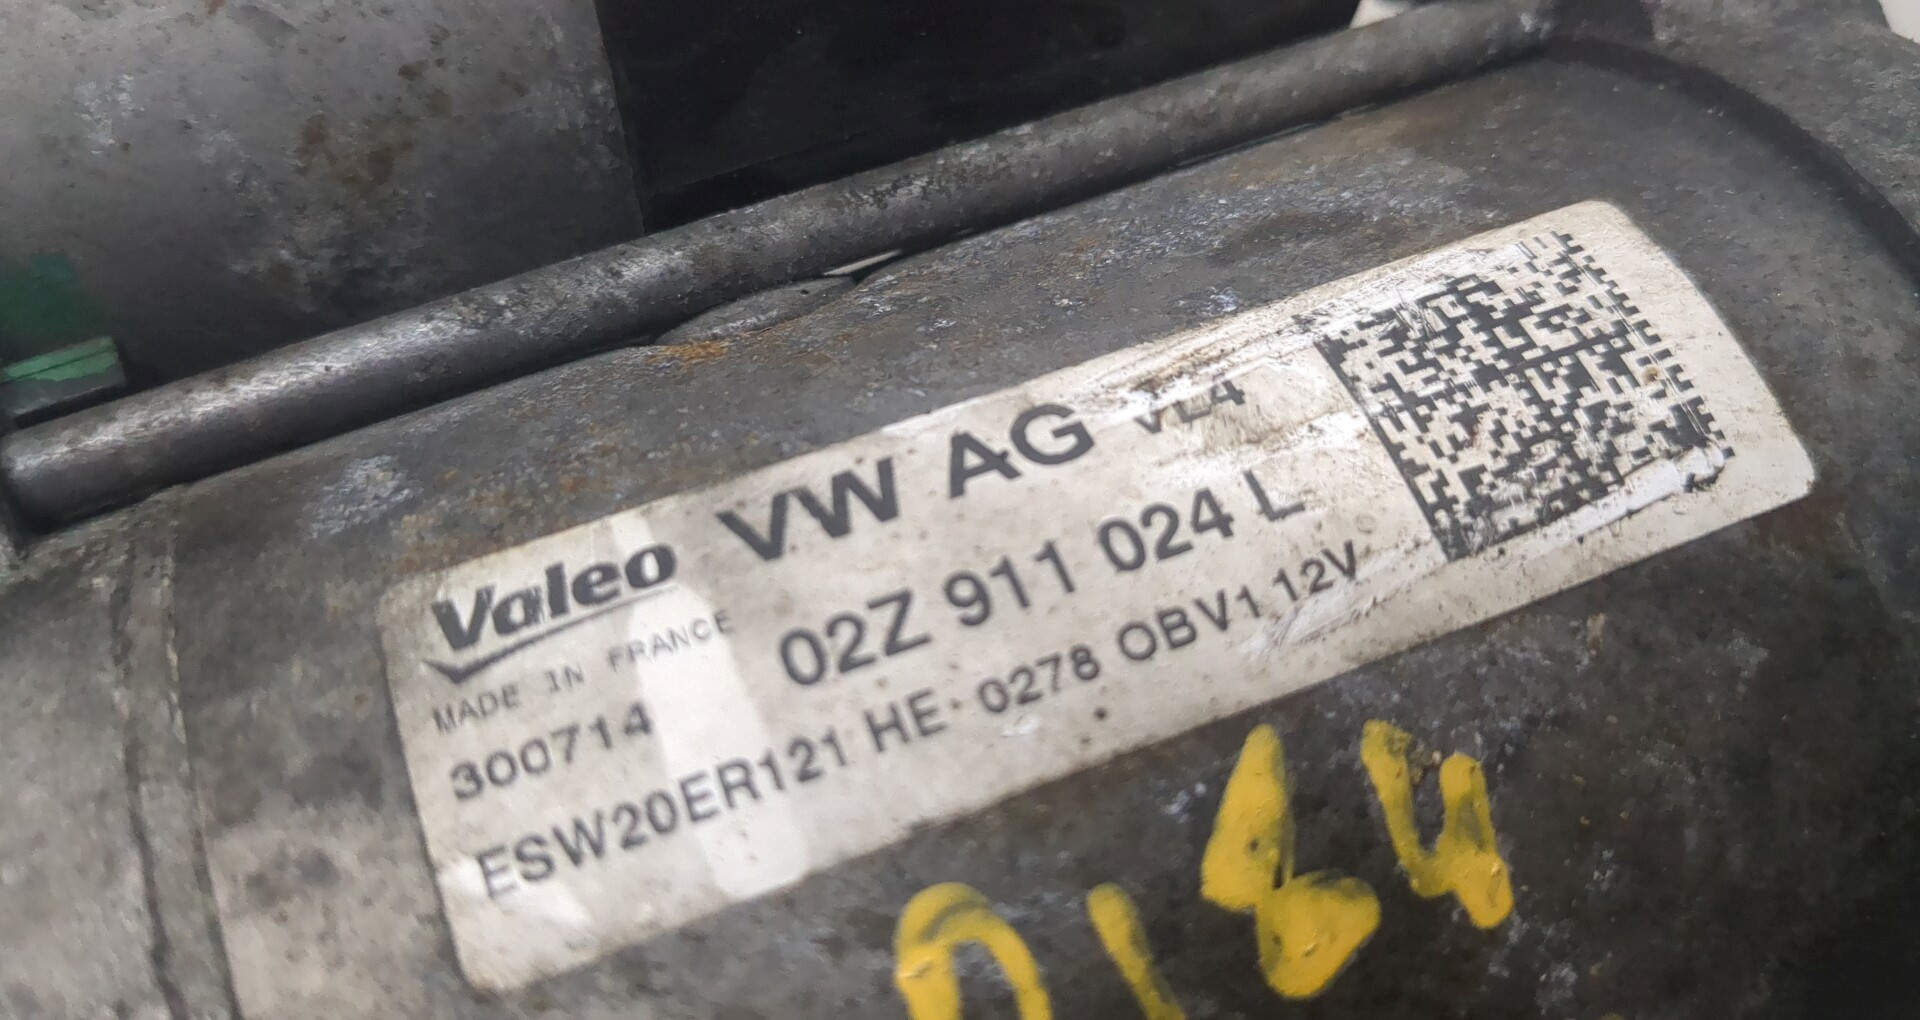 Valeo
MADE IN FRANCE
300714
VW AG VL4
02Z 911 024 L
ESW20ER121 HE· 0278 OBV1 12V
0184